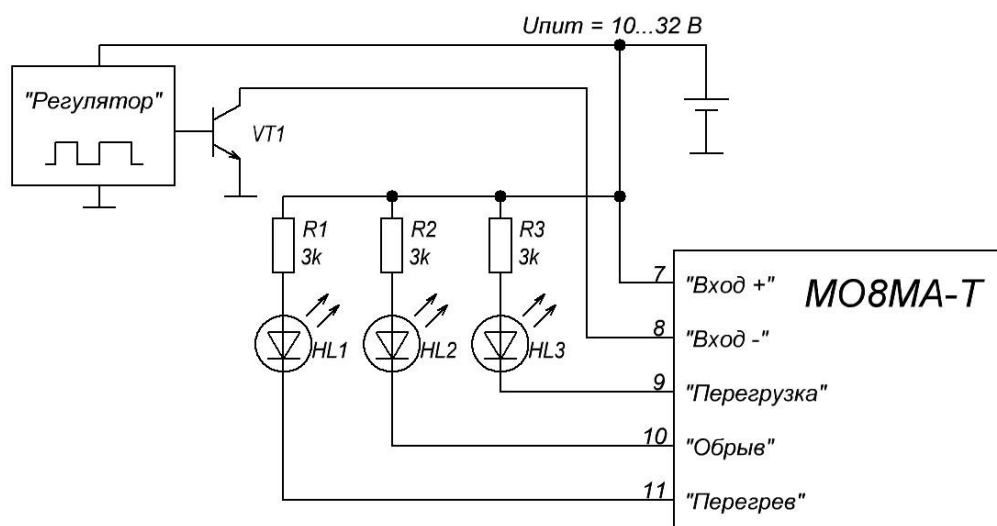 Uпит = 10...32 В
"Регулятор"
VT1
R1
3k
R2
3k
R3
3k
HL1
HL2
HL3
МО8МА-Т
7
"Вход +"
8
"Вход -"
9
"Перегрузка"
10
"Обрыв"
11
"Перегрев"